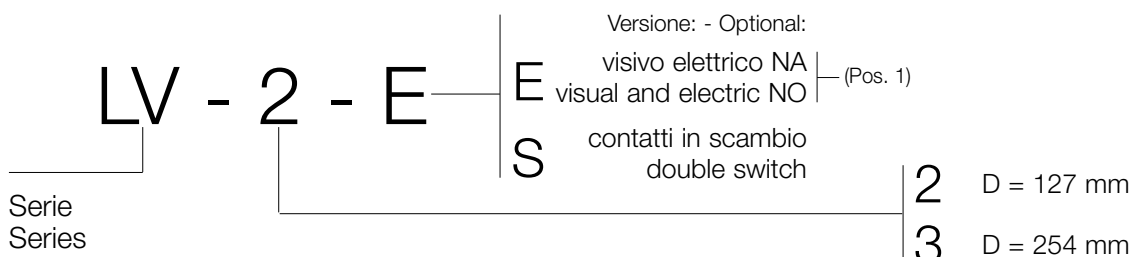 Versione: - Optional:
LV - 2 - E
E
visivo elettrico NA
visual and electric NO
(Pos. 1)
S
contatti in scambio
double switch
Serie
Series
2 D = 127 mm
3 D = 254 mm